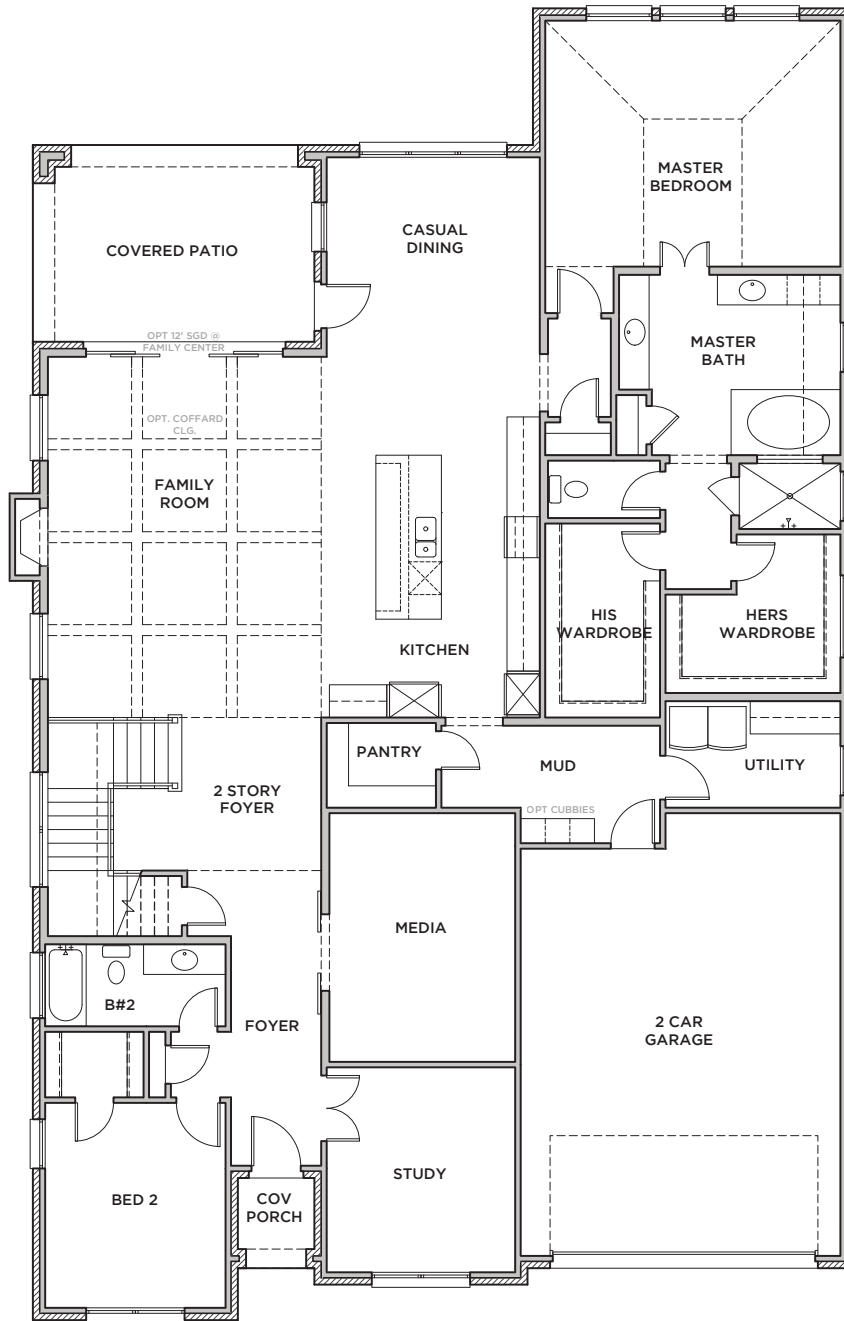 MASTER
BEDROOM
COVERED PATIO
CASUAL
DINING
OPT 12' SGD @
FAMILY CENTER
MASTER
BATH
OPT. COFFARD
CLG.
FAMILY
ROOM
KITCHEN
HIS
WARDROBE
HERS
WARDROBE
PANTRY
MUD
UTILITY
2 STORY
FOYER
OPT CUBBIES
MEDIA
B#2
FOYER
2 CAR
GARAGE
BED 2
COV
PORCH
STUDY